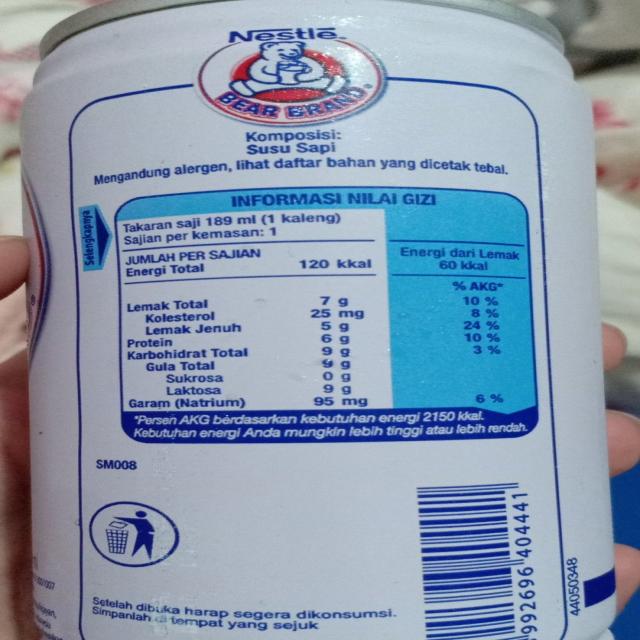 Nestlé
BEAR BRAND
Komposisi:
Susu Sapi
Mengandung alergen, lihat daftar bahan yang dicetak tebal.
Selengkapnya
INFORMASI NILAI GIZI
Takaran saji 189 ml (1 kaleng)
Sajian per kemasan: 1
JUMLAH PER SAJIAN
Energi Total 120 kkal
Energi dari Lemak
60 kkal
% AKG*
Lemak Total 7 g 10 %
Kolesterol 25 mg 8 %
Lemak Jenuh 5 g 24 %
Protein 6 g 10 %
Karbohidrat Total 9 g 3 %
Gula Total 9 g
Sukrosa 0 g
Laktosa 9 g
Garam (Natrium) 95 mg 6 %
*Persen AKG berdasarkan kebutuhan energi 2150 kkal.
Kebutuhan energi Anda mungkin lebih tinggi atau lebih rendah.
SM008
Setelah dibuka harap segera dikonsumsi.
Simpanlah di tempat yang sejuk
992696 404441
44050348